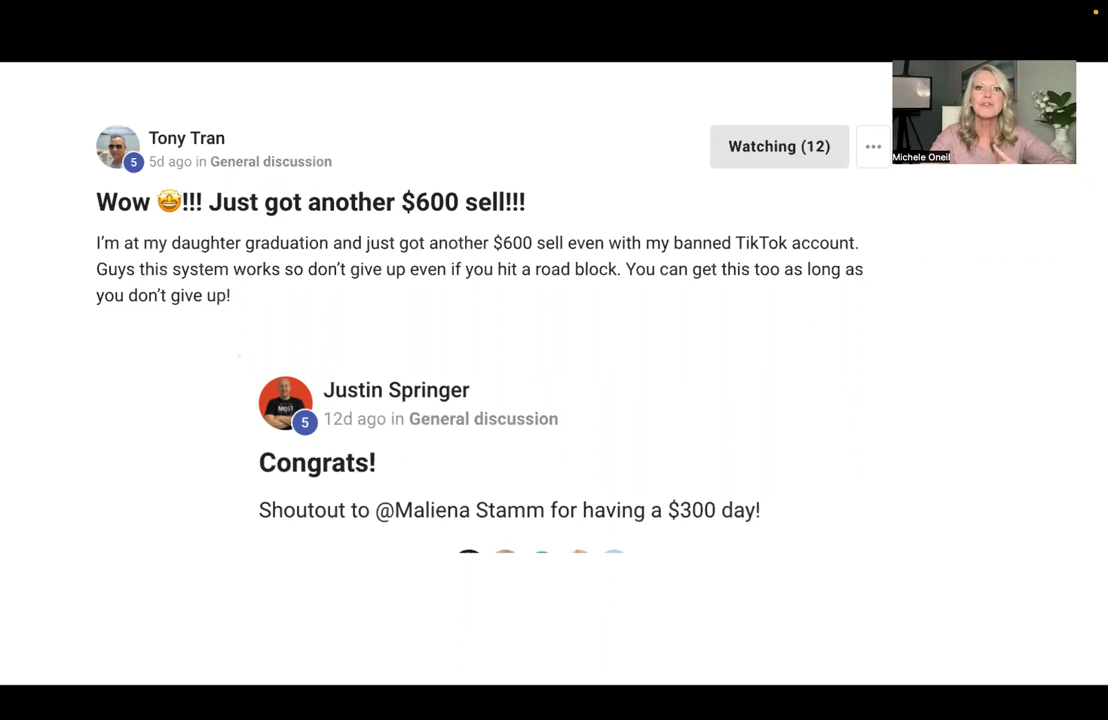 Tony Tran
5
5d ago in General discussion
Watching (12)
Michele Oneil
Wow 🤩!!! Just got another $600 sell!!!
I’m at my daughter graduation and just got another $600 sell even with my banned TikTok account.
Guys this system works so don’t give up even if you hit a road block. You can get this too as long as
you don’t give up!
Justin Springer
5
12d ago in General discussion
Congrats!
Shoutout to @Maliena Stamm for having a $300 day!